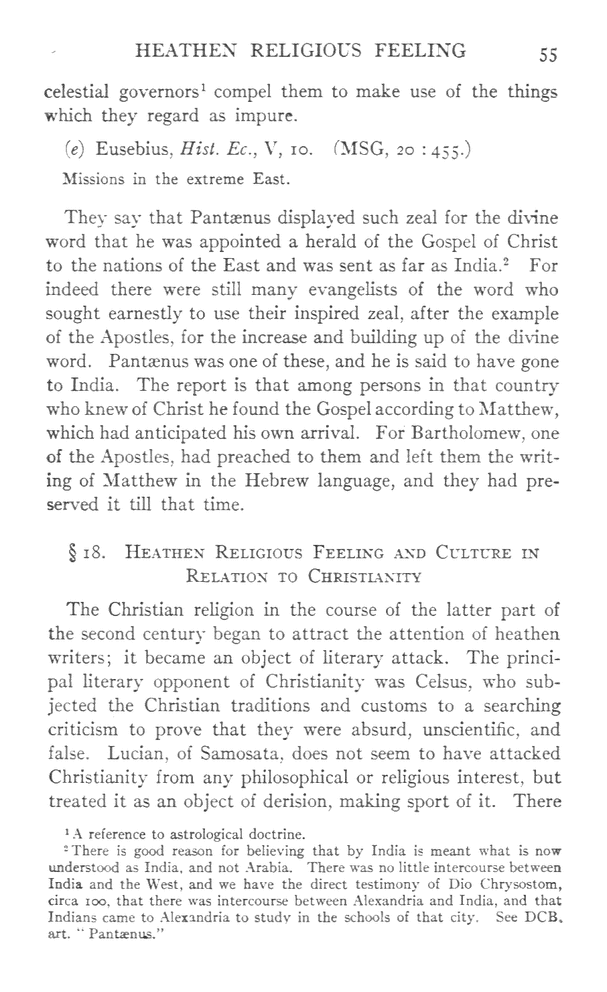 HEATHEN RELIGIOUS FEELING 55
celestial governors¹ compel them to make use of the things
which they regard as impure.
(e) Eusebius, Hist. Ec., V, 10. (MSG, 20 : 455.)
Missions in the extreme East.
They say that Pantænus displayed such zeal for the divine
word that he was appointed a herald of the Gospel of Christ
to the nations of the East and was sent as far as India.² For
indeed there were still many evangelists of the word who
sought earnestly to use their inspired zeal, after the example
of the Apostles, for the increase and building up of the divine
word. Pantænus was one of these, and he is said to have gone
to India. The report is that among persons in that country
who knew of Christ he found the Gospel according to Matthew,
which had anticipated his own arrival. For Bartholomew, one
of the Apostles, had preached to them and left them the writ-
ing of Matthew in the Hebrew language, and they had pre-
served it till that time.
§ 18. Heathen Religious Feeling and Culture in
Relation to Christianity
The Christian religion in the course of the latter part of
the second century began to attract the attention of heathen
writers; it became an object of literary attack. The princi-
pal literary opponent of Christianity was Celsus, who sub-
jected the Christian traditions and customs to a searching
criticism to prove that they were absurd, unscientific, and
false. Lucian, of Samosata, does not seem to have attacked
Christianity from any philosophical or religious interest, but
treated it as an object of derision, making sport of it. There
¹ A reference to astrological doctrine.
² There is good reason for believing that by India is meant what is now
understood as India, and not Arabia. There was no little intercourse between
India and the West, and we have the direct testimony of Dio Chrysostom,
circa 100, that there was intercourse between Alexandria and India, and that
Indians came to Alexandria to study in the schools of that city. See DCB,
art. "Pantænus."